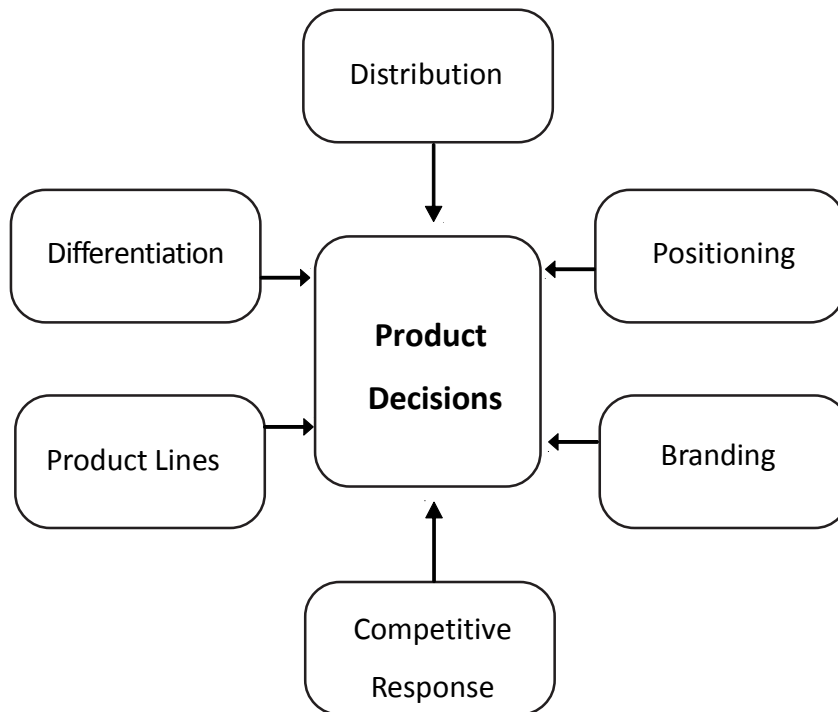 Distribution
Differentiation
Positioning
Product
Decisions
Product Lines
Branding
Competitive
Response